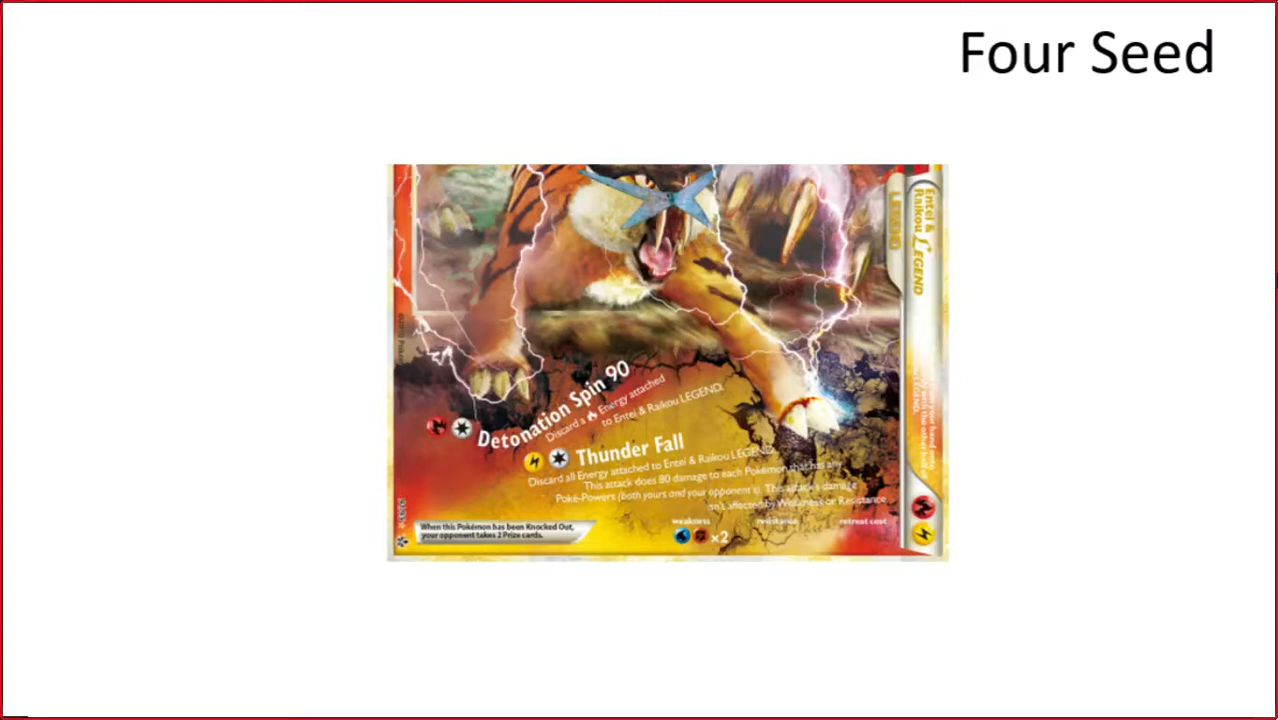 Four Seed
Entei &
Raikou LEGEND
LEGEND
Detonation Spin 90
Discard a Energy attached
to Entei & Raikou LEGEND.
Thunder Fall
Discard all Energy attached to Entei & Raikou LEGEND.
This attack does 80 damage to each Pokémon that has any
Poké-Powers (both yours and your opponent's). This attack's damage
isn't affected by Weakness or Resistance
weakness resistance retreat cost
×2
When this Pokémon has been Knocked Out,
your opponent takes 2 Prize cards.